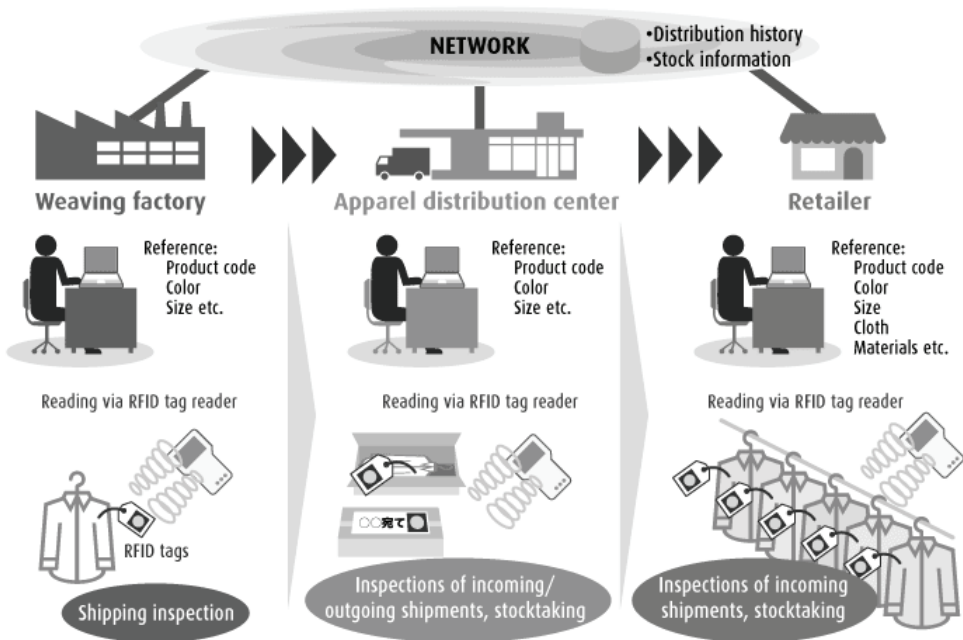 NETWORK
•Distribution history
•Stock information
Weaving factory
Apparel distribution center
Retailer
Reference:
Product code
Color
Size etc.
Reference:
Product code
Color
Size etc.
Reference:
Product code
Color
Size
Cloth
Materials etc.
Reading via RFID tag reader
Reading via RFID tag reader
Reading via RFID tag reader
RFID tags
○○宛て
Shipping inspection
Inspections of incoming/
outgoing shipments, stocktaking
Inspections of incoming
shipments, stocktaking